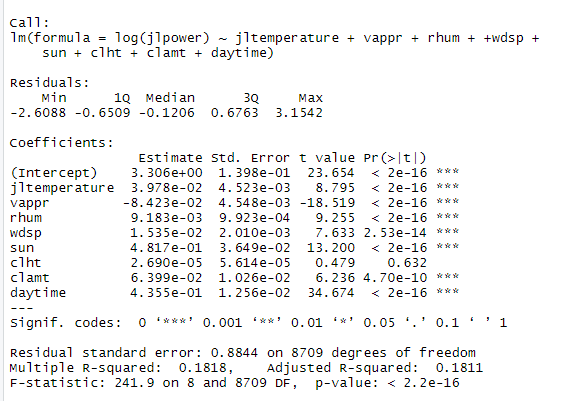 Call:
lm(formula = log(jlpower) ~ jltemperature + vappr + rhum + +wdsp +
    sun + clht + clamt + daytime)
Residuals:
    Min      1Q  Median      3Q     Max
-2.6088 -0.6509 -0.1206  0.6763  3.1542
Coefficients:
                Estimate Std. Error t value Pr(>|t|)
(Intercept)    3.306e+00  1.398e-01  23.654  < 2e-16 ***
jltemperature  3.978e-02  4.523e-03   8.795  < 2e-16 ***
vappr         -8.423e-02  4.548e-03 -18.519  < 2e-16 ***
rhum           9.183e-03  9.923e-04   9.255  < 2e-16 ***
wdsp           1.535e-02  2.010e-03   7.633 2.53e-14 ***
sun            4.817e-01  3.649e-02  13.200  < 2e-16 ***
clht           2.690e-05  5.614e-05   0.479    0.632
clamt          6.399e-02  1.026e-02   6.236 4.70e-10 ***
daytime        4.355e-01  1.256e-02  34.674  < 2e-16 ***
---
Signif. codes:  0 ‘***’ 0.001 ‘**’ 0.01 ‘*’ 0.05 ‘.’ 0.1 ‘ ’ 1
Residual standard error: 0.8844 on 8709 degrees of freedom
Multiple R-squared:  0.1818,    Adjusted R-squared:  0.1811
F-statistic: 241.9 on 8 and 8709 DF,  p-value: < 2.2e-16